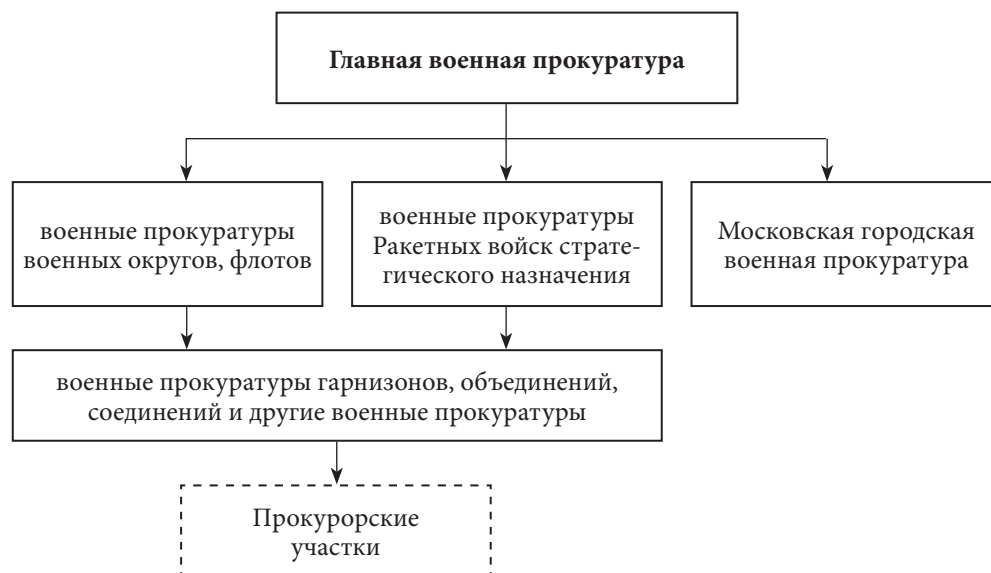 Главная военная прокуратура
военные прокуратуры
военных округов, флотов
военные прокуратуры
Ракетных войск страте-
гического назначения
Московская городская
военная прокуратура
военные прокуратуры гарнизонов, объединений,
соединений и другие военные прокуратуры
Прокурорские
участки